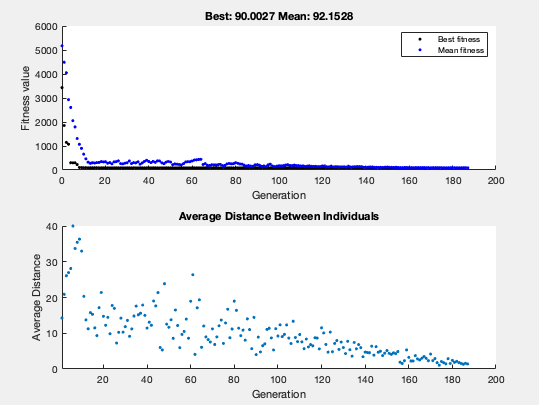 Best: 90.0027 Mean: 92.1528
6000
5000
4000
3000
2000
1000
0
Fitness value
Best fitness
Mean fitness
0 20 40 60 80 100 120 140 160 180 200
Generation
Average Distance Between Individuals
40
30
20
10
0
Average Distance
20 40 60 80 100 120 140 160 180 200
Generation